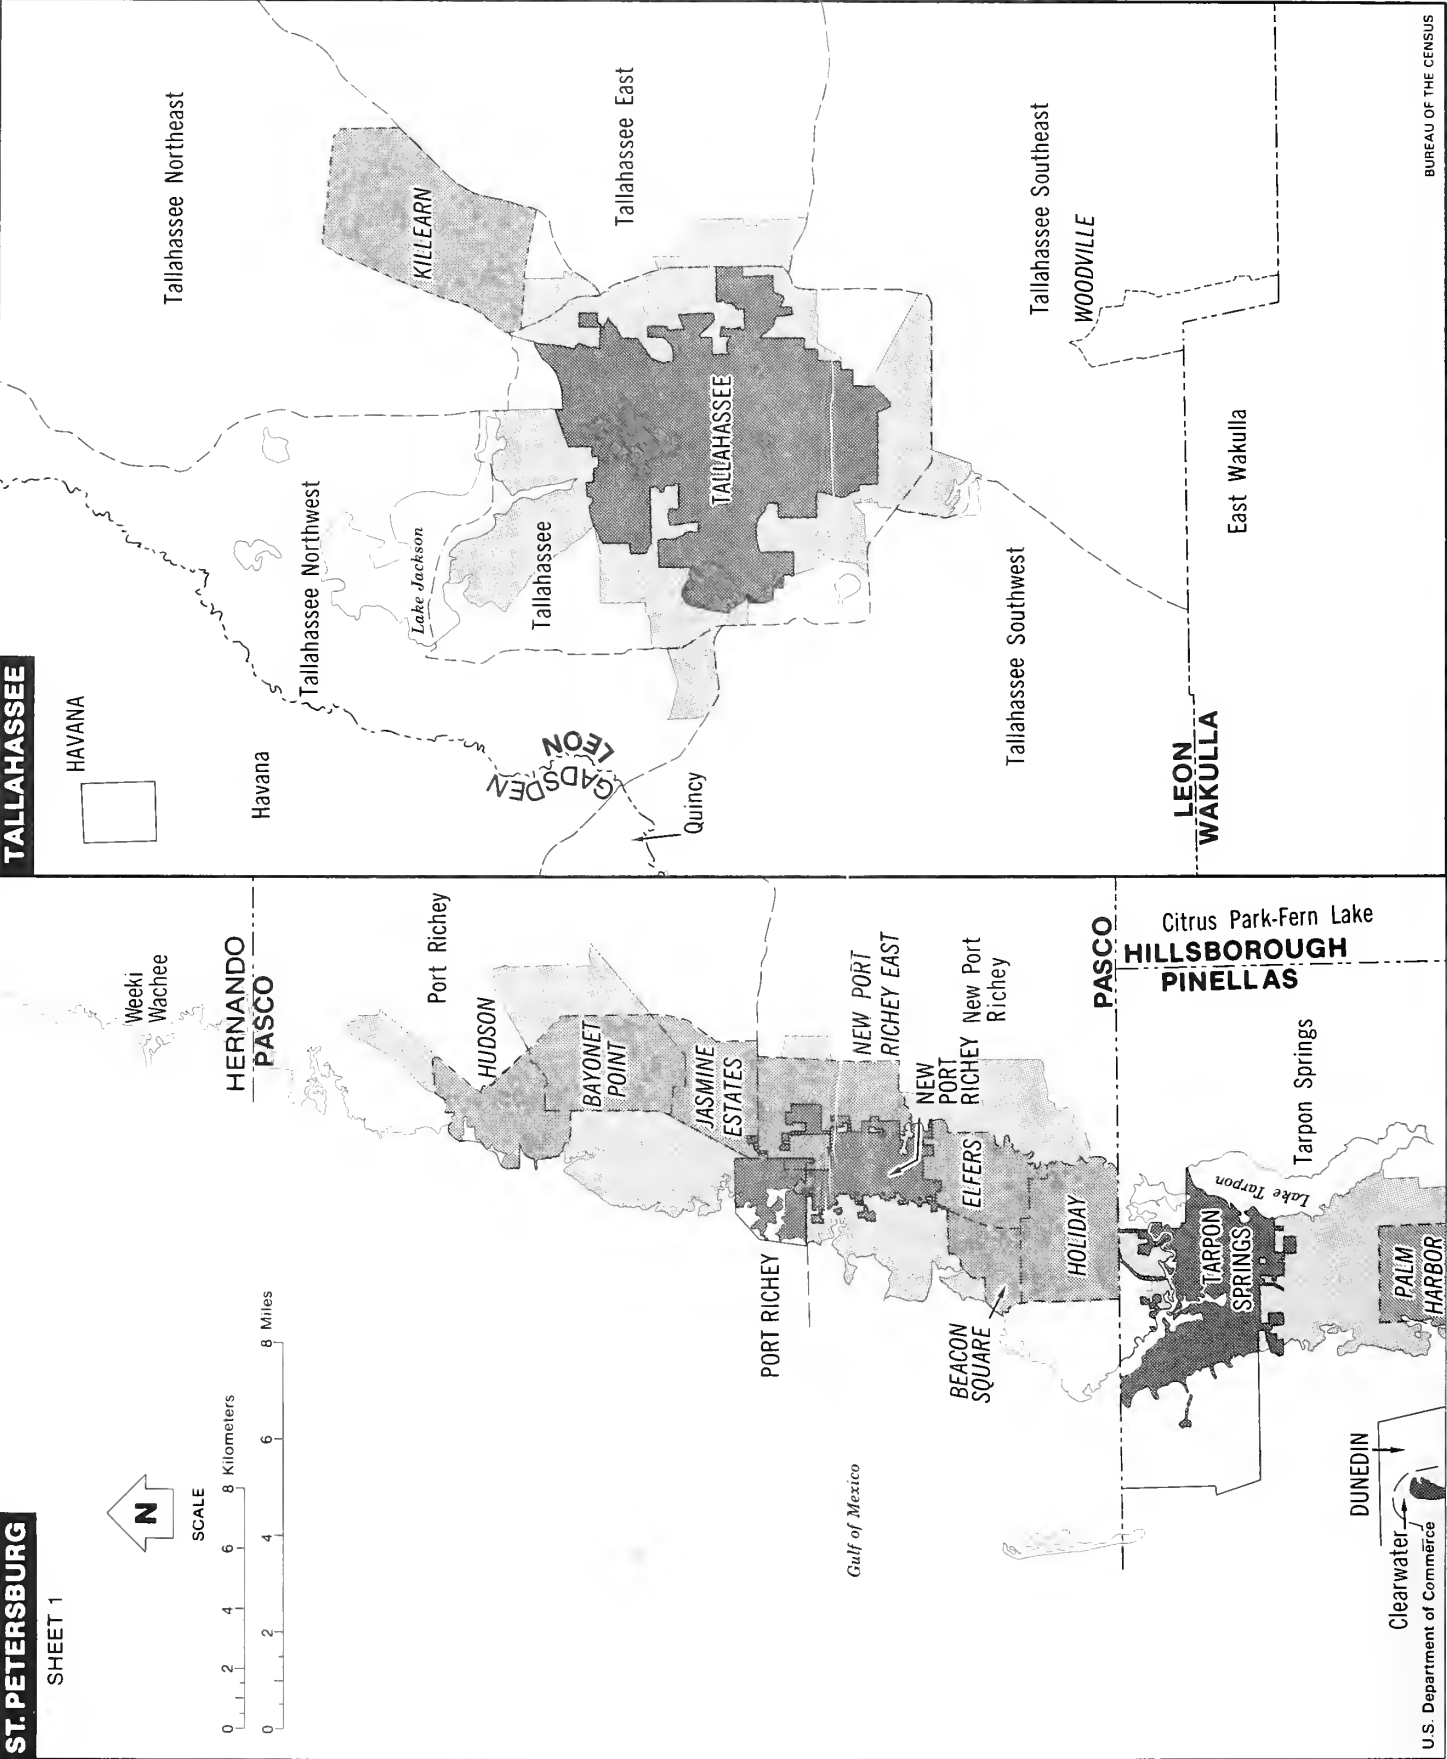 ST. PETERSBURG
SHEET 1
N
SCALE
0 2 4 6 8 Kilometers
0 2 4 6 8 Miles
Weeki
Wachee
HERNANDO
PASCO
Port Richey
HUDSON
BAYONET
POINT
JASMINE
ESTATES
PORT RICHEY
NEW PORT
RICHEY EAST
NEW
PORT
RICHEY
New Port
Richey
ELFERS
BEACON
SQUARE
HOLIDAY
Gulf of Mexico
PASCO
HILLSBOROUGH
PINELLAS
Citrus Park-Fern Lake
TARPON
SPRINGS
Lake Tarpon
Tarpon Springs
PALM
HARBOR
DUNEDIN
Clearwater
U.S. Department of Commerce
TALLAHASSEE
HAVANA
Havana
Tallahassee Northeast
Tallahassee Northwest
KILLEARN
Lake Jackson
Tallahassee
Tallahassee East
GADSDEN
LEON
Quincy
TALLAHASSEE
Tallahassee Southwest
Tallahassee Southeast
WOODVILLE
LEON
WAKULLA
East Wakulla
BUREAU OF THE CENSUS